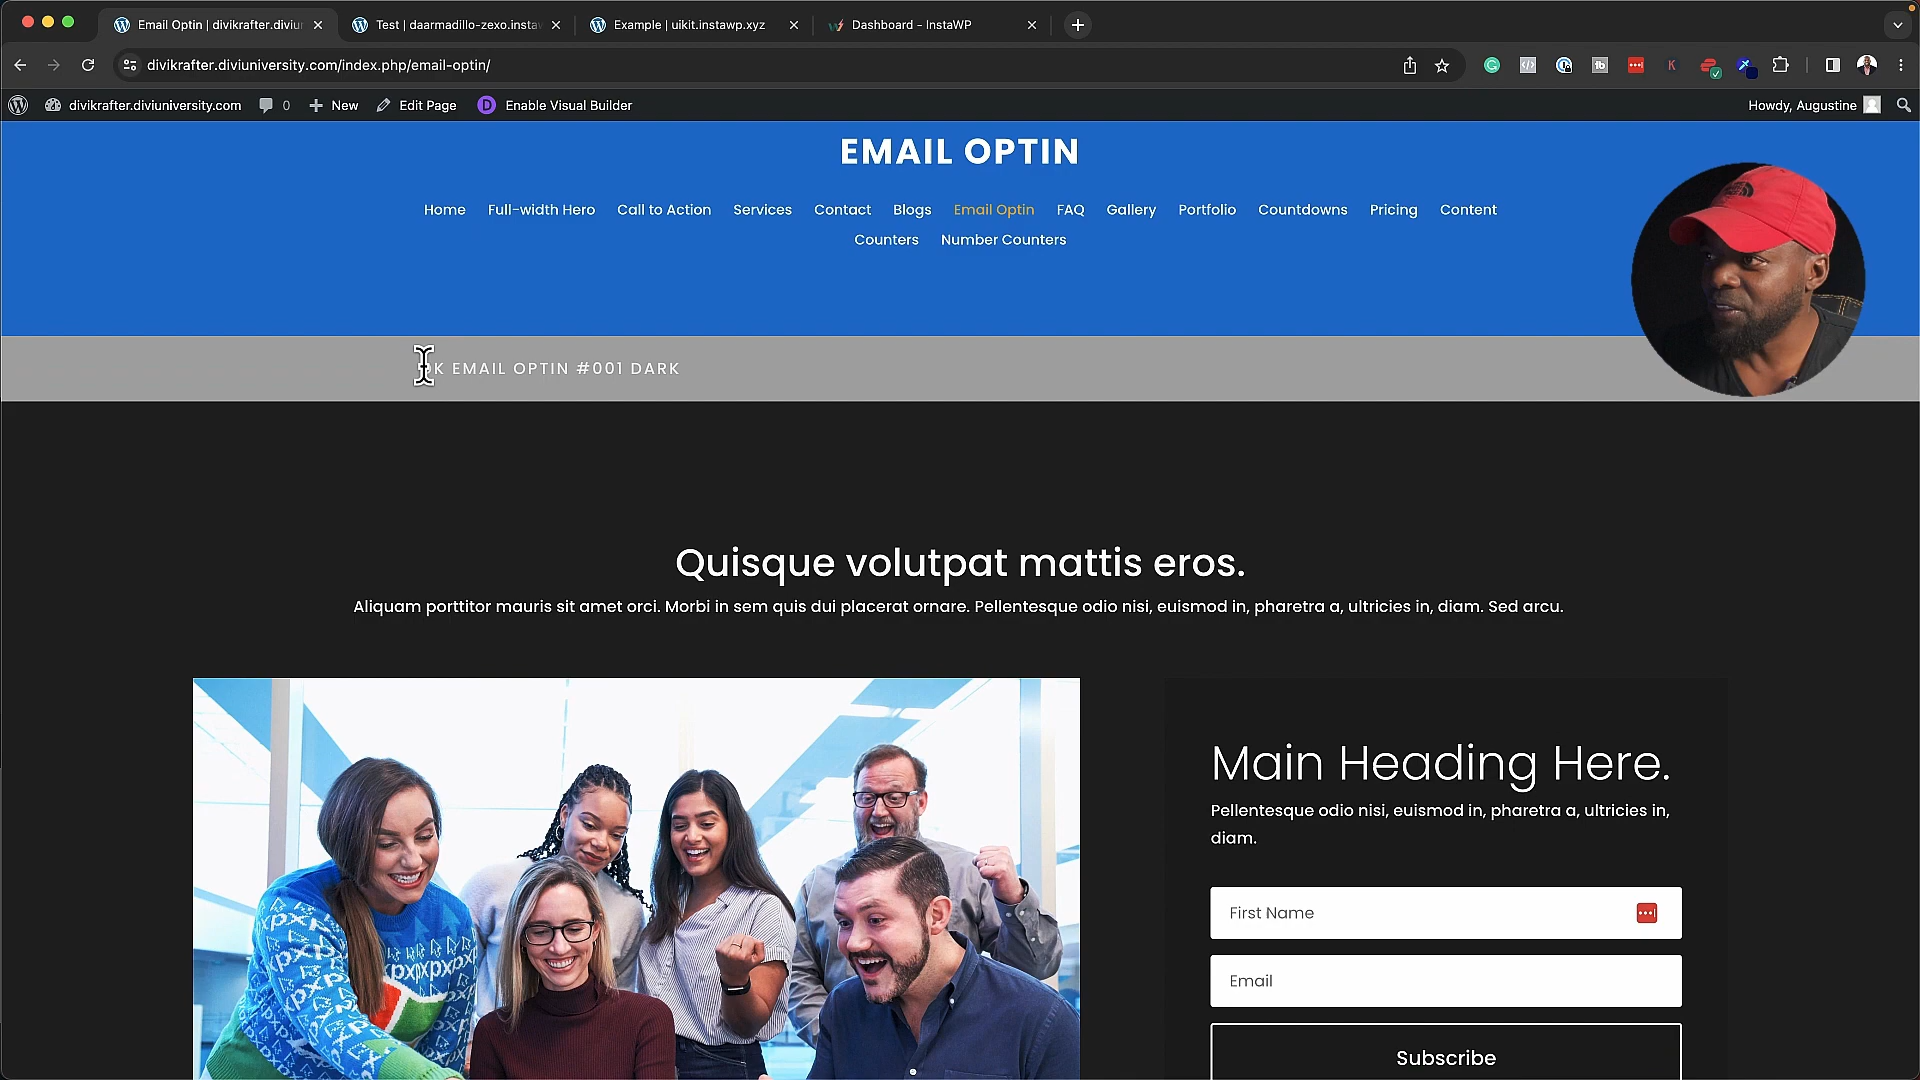 Email Optin | divikrafter.diviur
Test | daarmadillo-zexo.instaw
Example | uikit.instawp.xyz
Dashboard - InstaWP
divikrafter.diviuniversity.com/index.php/email-optin/
divikrafter.diviuniversity.com
0
New
Edit Page
D
Enable Visual Builder
Howdy, Augustine
EMAIL OPTIN
Home Full-width Hero Call to Action Services Contact Blogs Email Optin FAQ Gallery Portfolio Countdowns Pricing Content
Counters Number Counters
EMAIL OPTIN #001 DARK
Quisque volutpat mattis eros.
Aliquam porttitor mauris sit amet orci. Morbi in sem quis dui placerat ornare. Pellentesque odio nisi, euismod in, pharetra a, ultricies in, diam. Sed arcu.
Main Heading Here.
Pellentesque odio nisi, euismod in, pharetra a, ultricies in,
diam.
First Name
Email
Subscribe